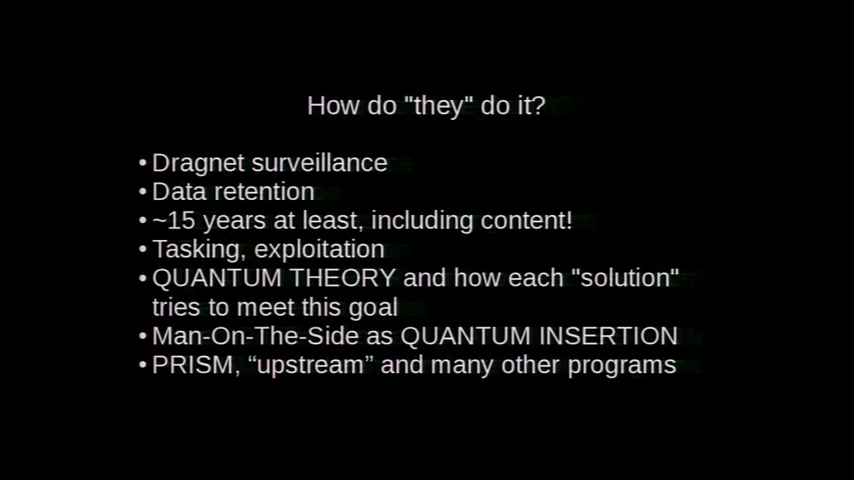 How do "they" do it?
• Dragnet surveillance
• Data retention
• ~15 years at least, including content!
• Tasking, exploitation
• QUANTUM THEORY and how each "solution"
tries to meet this goal
• Man-On-The-Side as QUANTUM INSERTION
• PRISM, “upstream” and many other programs